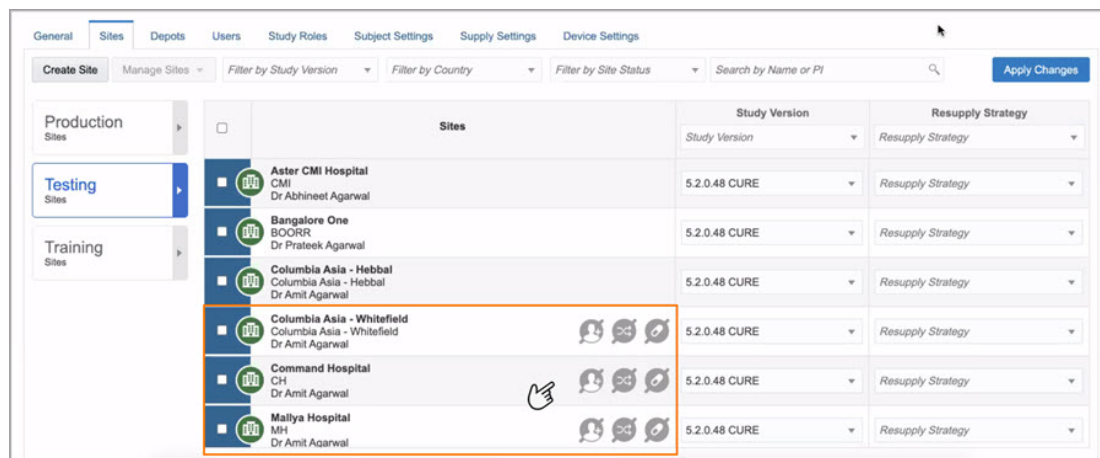 General Sites Depots Users Study Roles Subject Settings Supply Settings Device Settings
Create Site Manage Sites Filter by Study Version Filter by Country Filter by Site Status Search by Name or PI Apply Changes
Production
Sites
Testing
Sites
Training
Sites
Sites Study Version Resupply Strategy
Study Version Resupply Strategy
Aster CMI Hospital
CMI
Dr Abhineet Agarwal
5.2.0.48 CURE Resupply Strategy
Bangalore One
BOORR
Dr Prateek Agarwal
5.2.0.48 CURE Resupply Strategy
Columbia Asia - Hebbal
Columbia Asia - Hebbal
Dr Amit Agarwal
5.2.0.48 CURE Resupply Strategy
Columbia Asia - Whitefield
Columbia Asia - Whitefield
Dr Amit Agarwal
5.2.0.48 CURE Resupply Strategy
Command Hospital
CH
Dr Amit Agarwal
5.2.0.48 CURE Resupply Strategy
Mallya Hospital
MH
Dr Amit Agarwal
5.2.0.48 CURE Resupply Strategy